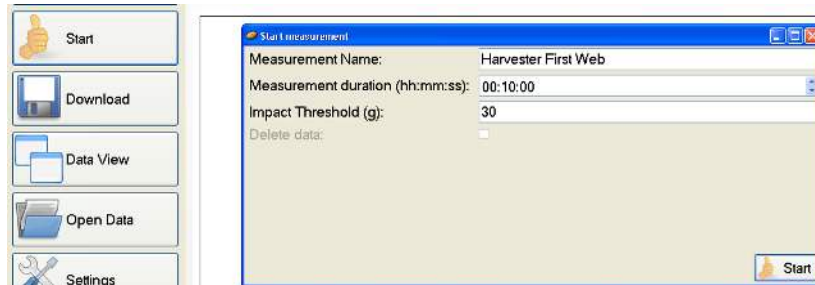 Start
Download
Data View
Open Data
Settings
Start measurement
Measurement Name: Harvester First Web
Measurement duration (hh:mm:ss): 00:10:00
Impact Threshold (g): 30
Delete data:
Start